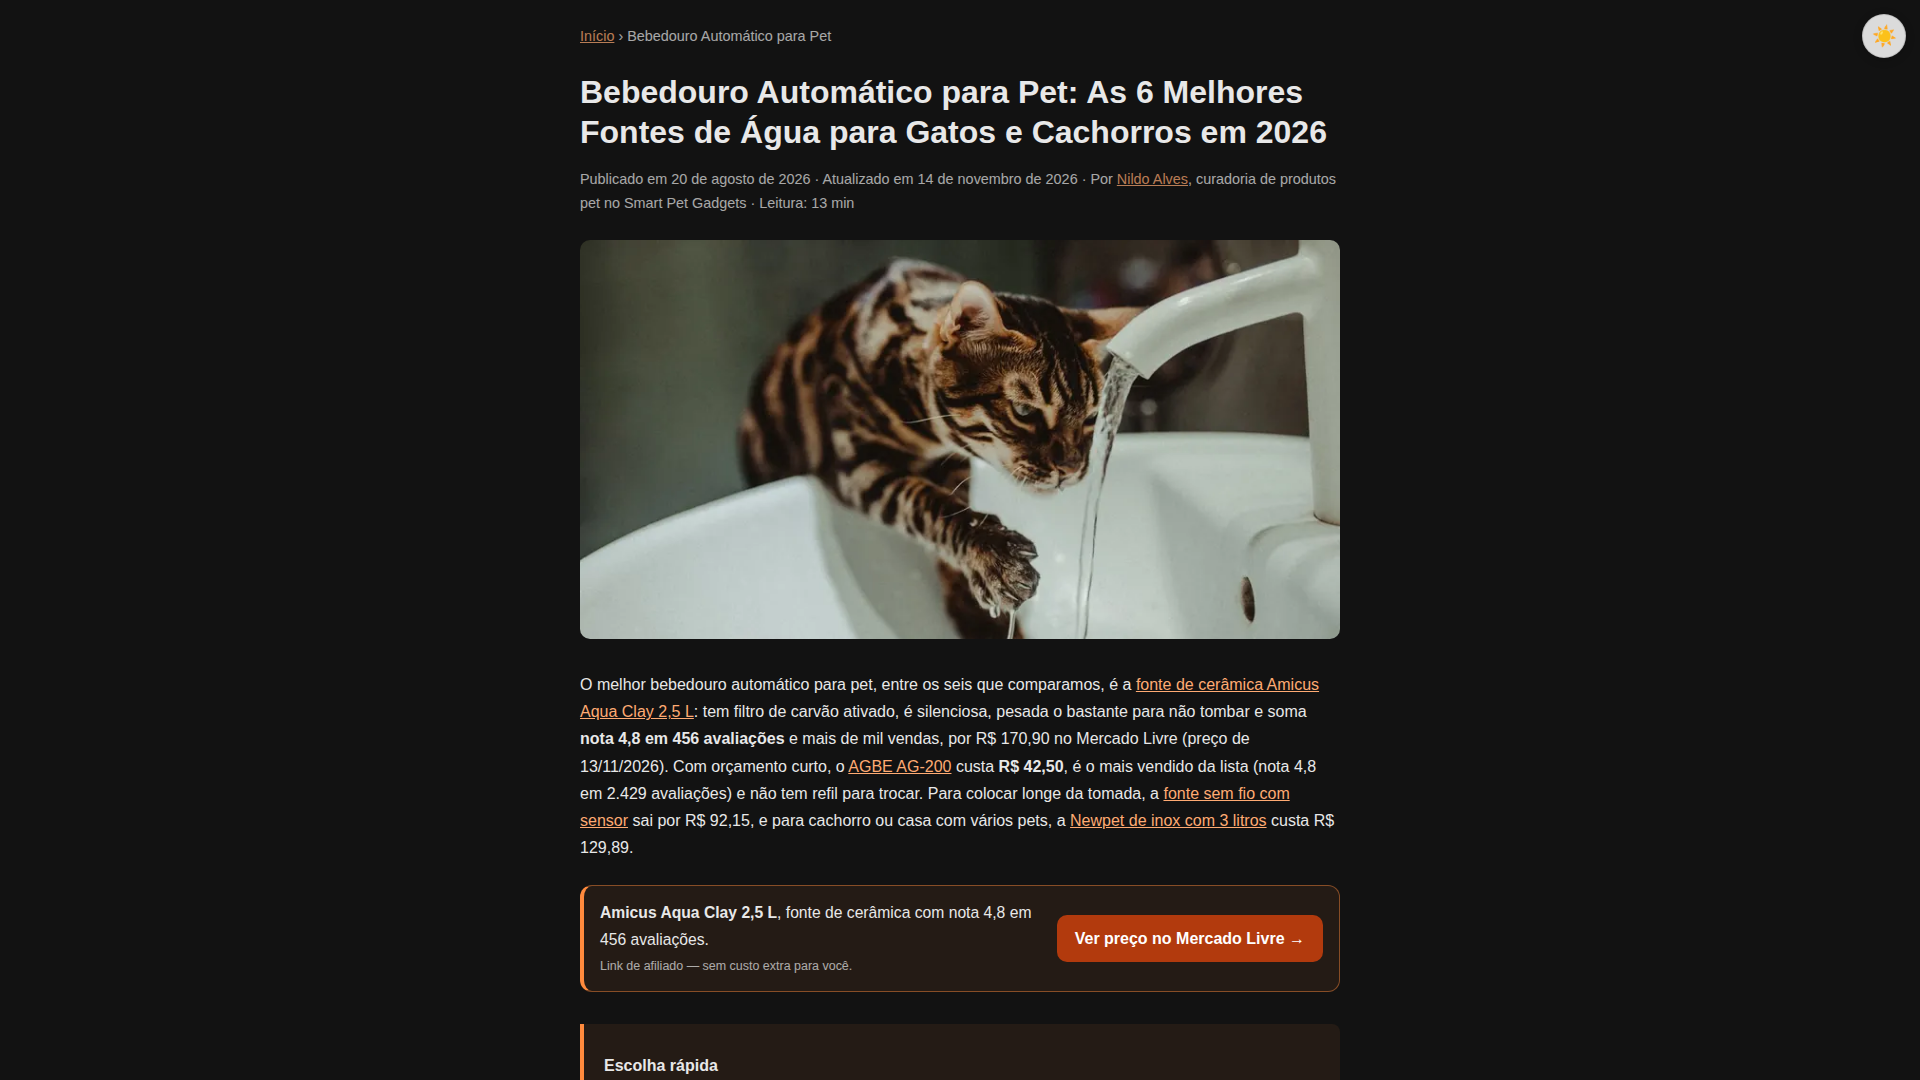 Início › Bebedouro Automático para Pet
Bebedouro Automático para Pet: As 6 Melhores
Fontes de Água para Gatos e Cachorros em 2026
Publicado em 20 de agosto de 2026 · Atualizado em 14 de novembro de 2026 · Por Nildo Alves, curadoria de produtos
pet no Smart Pet Gadgets · Leitura: 13 min
O melhor bebedouro automático para pet, entre os seis que comparamos, é a fonte de cerâmica Amicus
Aqua Clay 2,5 L: tem filtro de carvão ativado, é silenciosa, pesada o bastante para não tombar e soma
nota 4,8 em 456 avaliações e mais de mil vendas, por R$ 170,90 no Mercado Livre (preço de
13/11/2026). Com orçamento curto, o AGBE AG-200 custa R$ 42,50, é o mais vendido da lista (nota 4,8
em 2.429 avaliações) e não tem refil para trocar. Para colocar longe da tomada, a fonte sem fio com
sensor sai por R$ 92,15, e para cachorro ou casa com vários pets, a Newpet de inox com 3 litros custa R$
129,89.
Amicus Aqua Clay 2,5 L, fonte de cerâmica com nota 4,8 em
456 avaliações.
Link de afiliado — sem custo extra para você.
Ver preço no Mercado Livre →
Escolha rápida